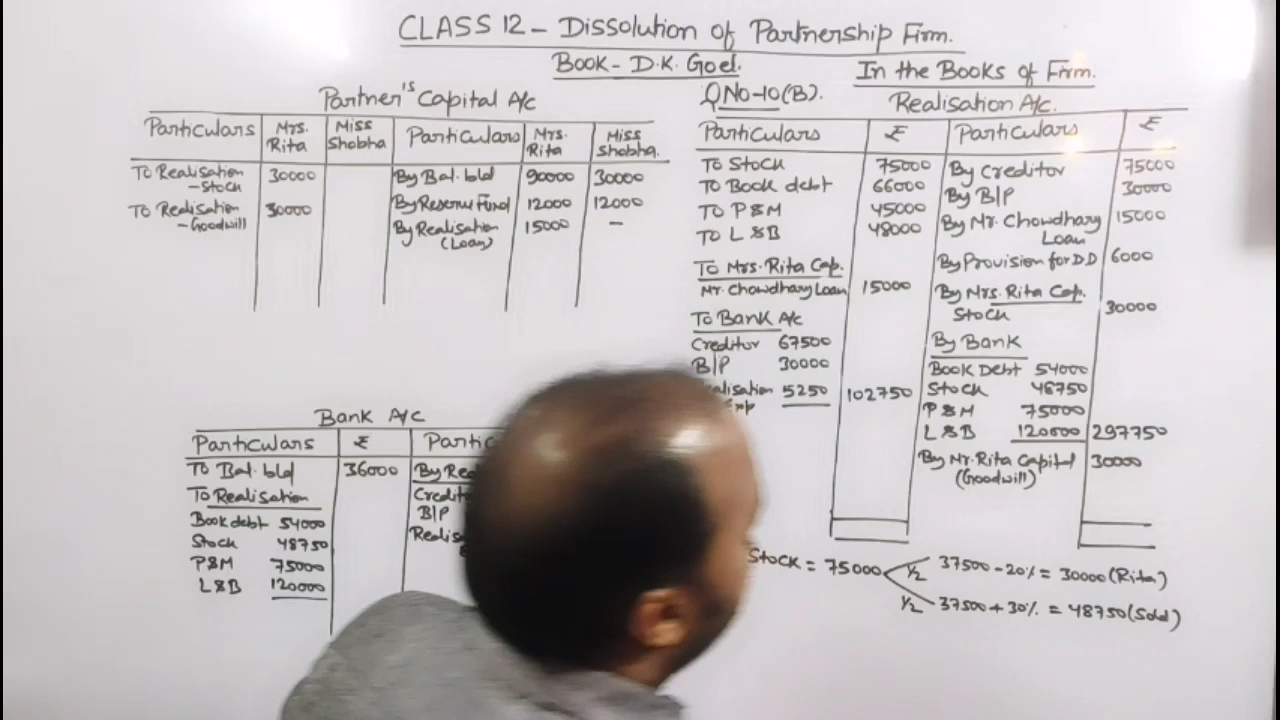 CLASS 12 - Dissolution of Partnership Firm.
Book - D.K. Goel.
In the Books of Firm.
Partner's Capital A/c
Particulars Mrs. Rita Miss Shobha Particulars Mrs. Rita Miss Shobha.
To Realisation 30000 By Bal. b/d 90000 30000
- Stock
To Realisation 30000 By Reserve Fund 12000 12000
- Goodwill
By Realisation 15000 -
(Loan)
QNo-10(B).
Realisation A/c.
Particulars ₹ Particulars ₹
To Stock 75000 By Creditor 75000
To Book debt 66000 By B/P 30000
To P&M 45000 By Mr. Chowdhary 15000
Loan
To L&B 48000 By Provision for D.D 6000
To Mrs. Rita Cap. By Mrs. Rita Cap.
Mr. Chowdhary Loan 15000 Stock 30000
To Bank A/c By Bank
Creditor 67500 Book Debt 54000
B/P 30000 Stock 48750
5250 102750 P&M 75000
L&B 120000 297750
By Mr. Rita Capital 30000
(Goodwill)
Bank A/c
Particulars ₹
To Bal. b/d 36000
To Realisation
Book debt 54000 B/P
Stock 48750
P&M 75000
L&B 120000
Stock = 75000 1/2 37500 - 20% = 30000 (Rita)
1/2 37500 + 30% = 48750 (Sold)